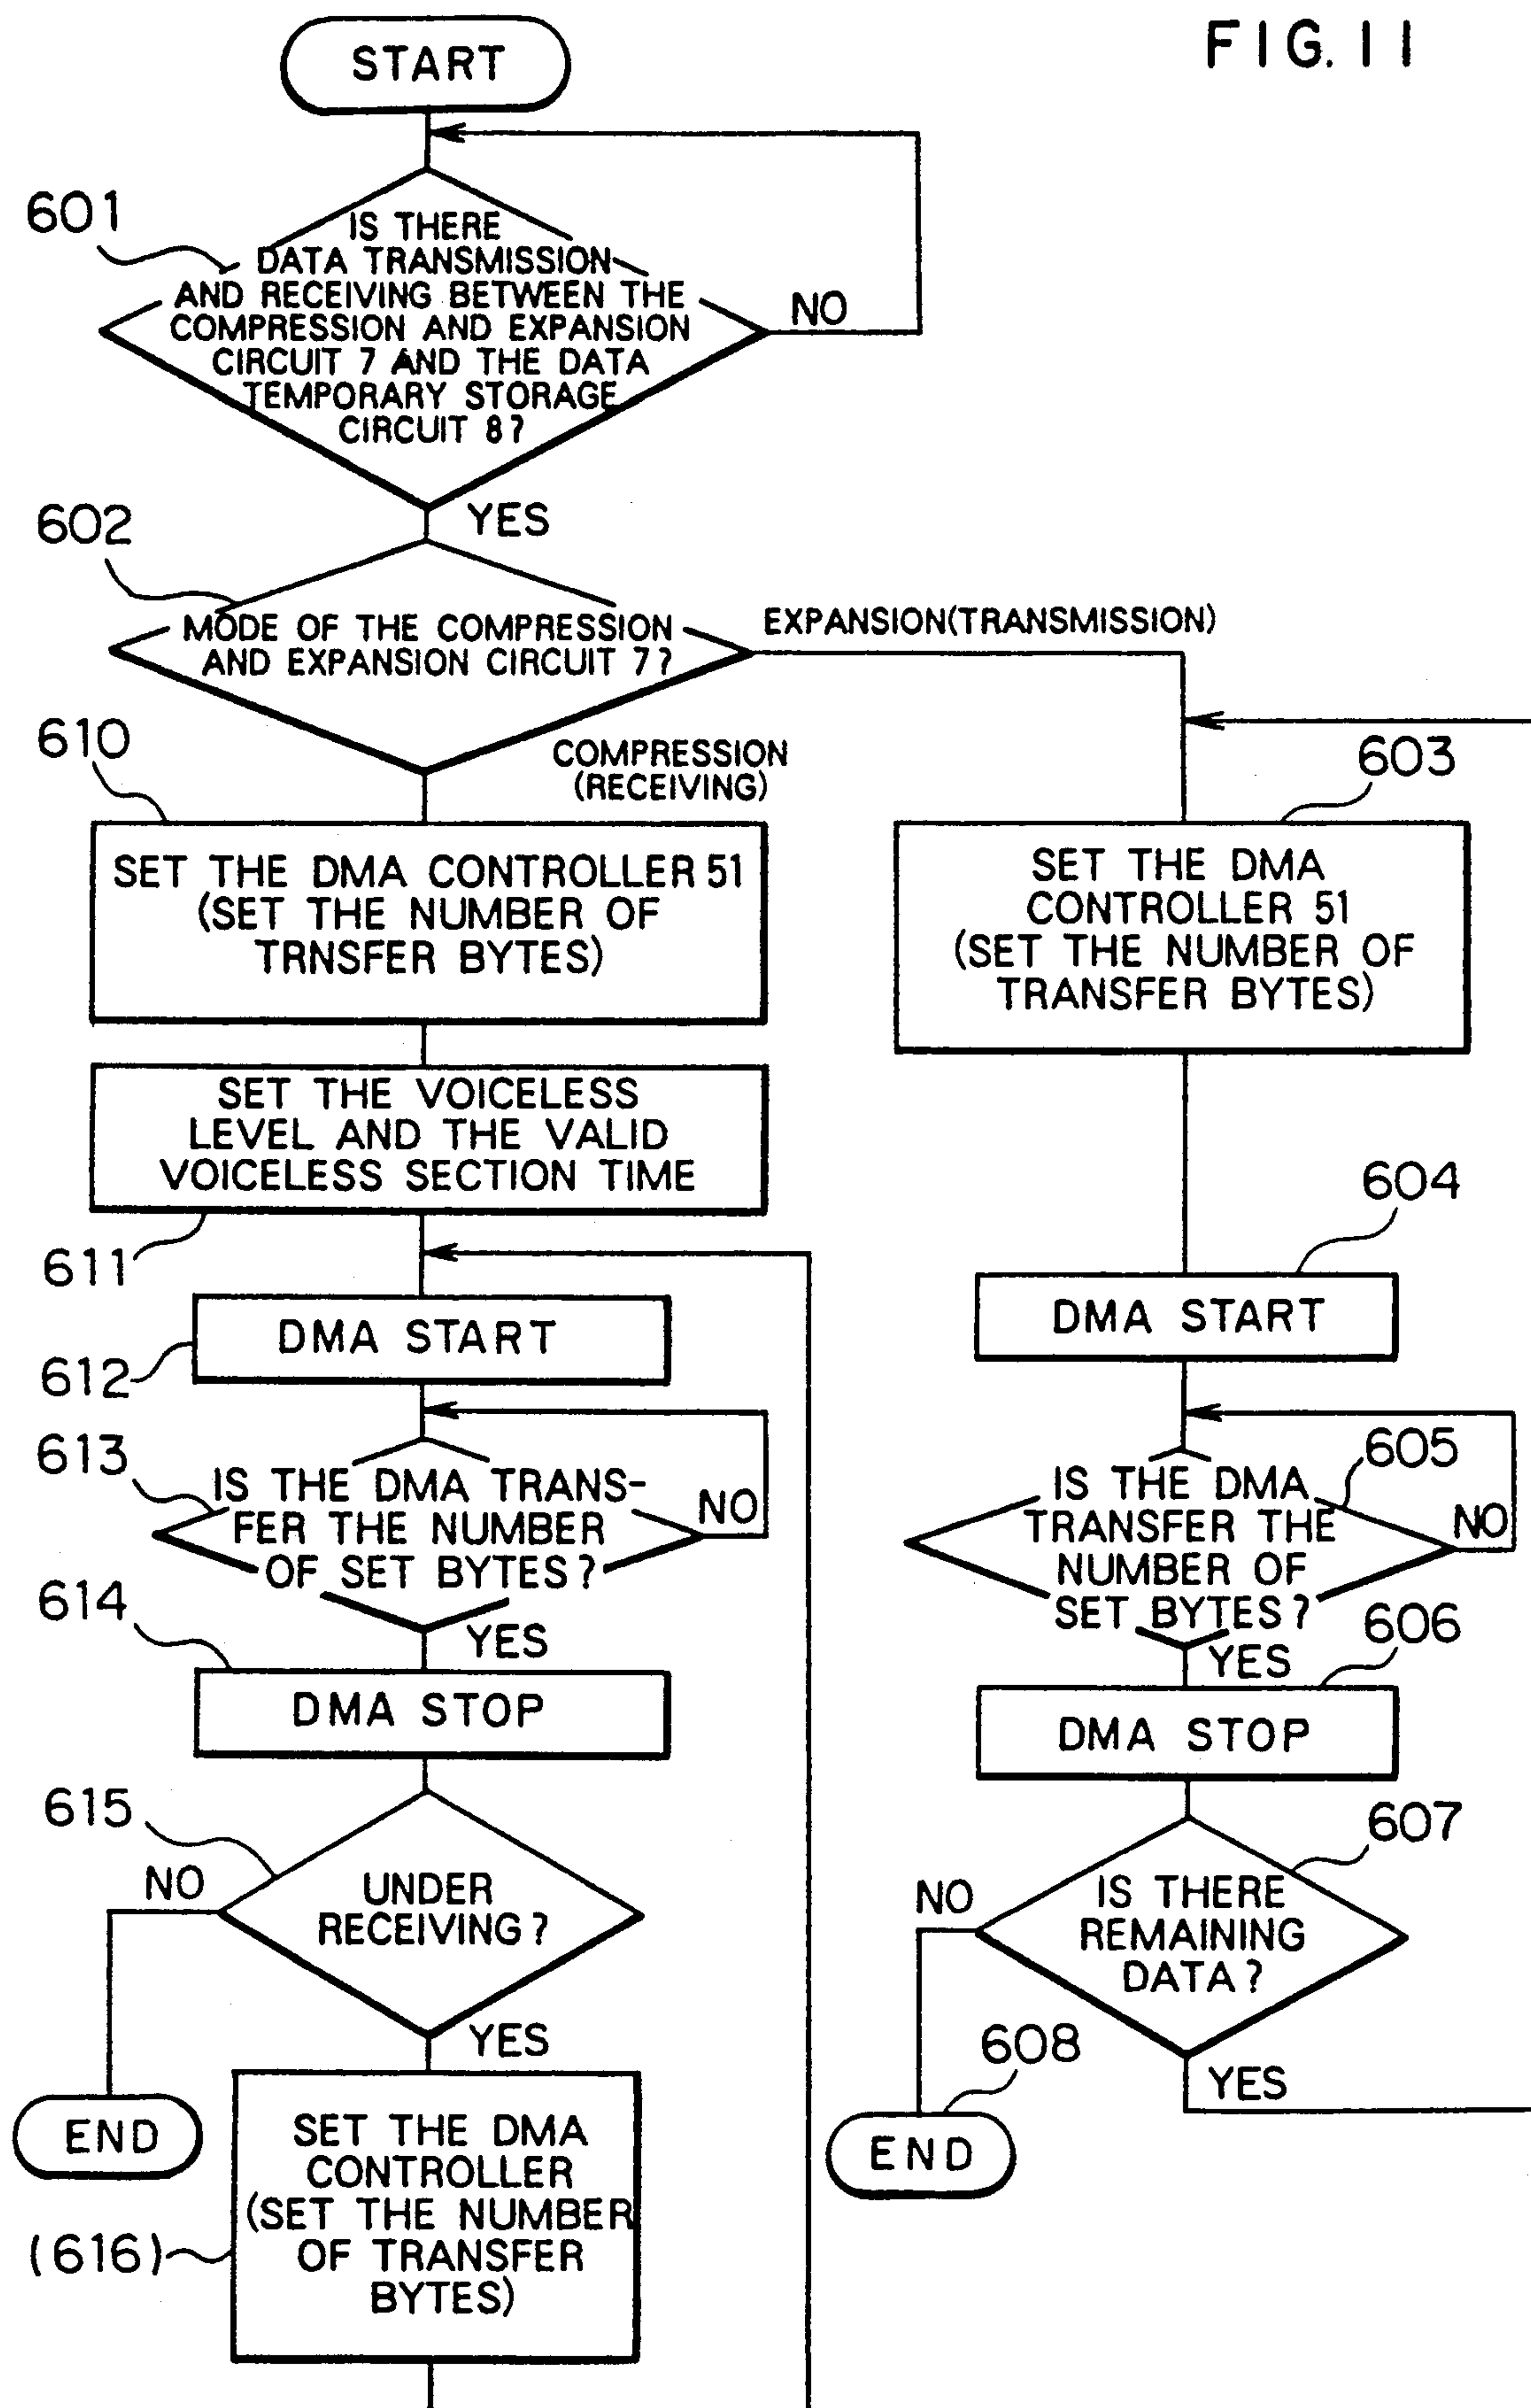 FIG. 11
START
601
IS THERE
DATA TRANSMISSION
AND RECEIVING BETWEEN THE
COMPRESSION AND EXPANSION
CIRCUIT 7 AND THE DATA
TEMPORARY STORAGE
CIRCUIT 8?
NO
YES
602
MODE OF THE COMPRESSION
AND EXPANSION CIRCUIT 7?
EXPANSION(TRANSMISSION)
COMPRESSION
(RECEIVING)
610
SET THE DMA CONTROLLER 51
(SET THE NUMBER OF
TRNSFER BYTES)
SET THE VOICELESS
LEVEL AND THE VALID
VOICELESS SECTION TIME
611
DMA START
612
613
IS THE DMA TRANS-
FER THE NUMBER
OF SET BYTES?
NO
YES
614
DMA STOP
615
UNDER
RECEIVING?
NO
YES
END
SET THE DMA
CONTROLLER
(SET THE NUMBER
OF TRANSFER
BYTES)
(616)
603
SET THE DMA
CONTROLLER 51
(SET THE NUMBER OF
TRANSFER BYTES)
604
DMA START
605
IS THE DMA
TRANSFER THE
NUMBER OF
SET BYTES?
NO
YES
606
DMA STOP
607
IS THERE
REMAINING
DATA?
NO
YES
608
END